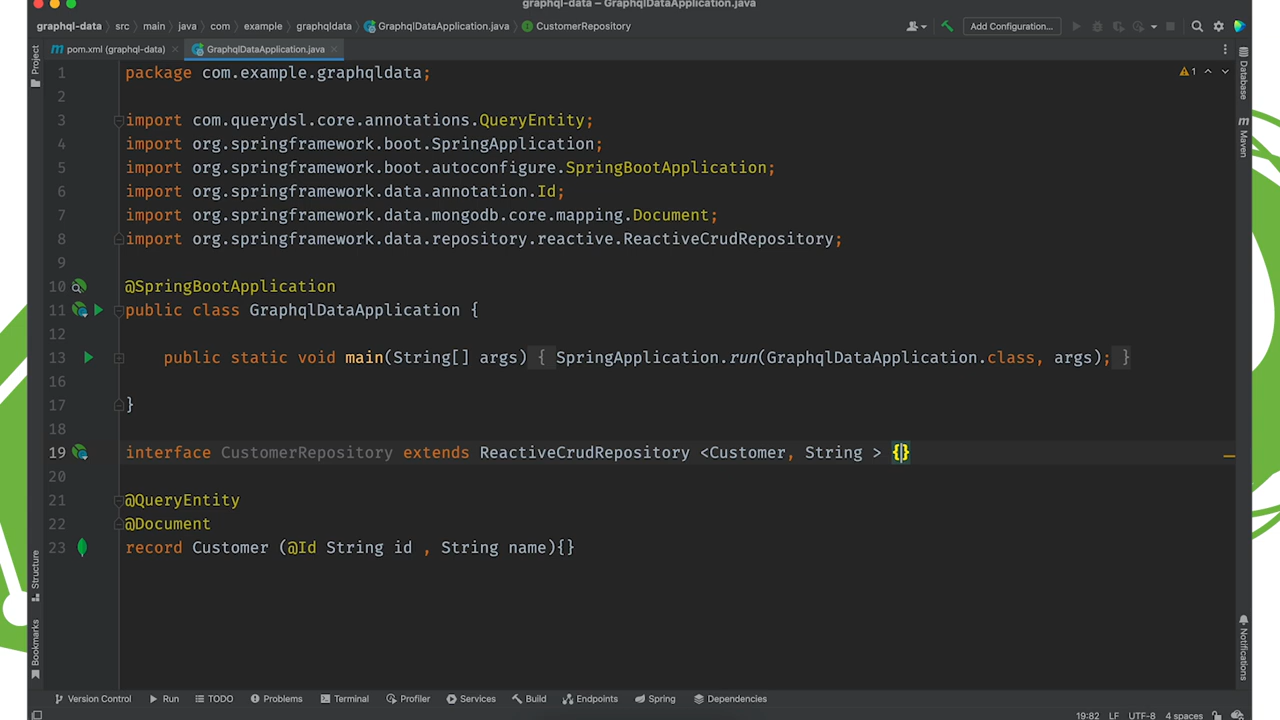 graphql-data – GraphqlDataApplication.java
graphql-data src main java com example graphqldata GraphqlDataApplication.java CustomerRepository
Add Configuration...
pom.xml (graphql-data) GraphqlDataApplication.java
Project
Structure
Bookmarks
1 package com.example.graphqldata;
1
2
3 import com.querydsl.core.annotations.QueryEntity;
4 import org.springframework.boot.SpringApplication;
5 import org.springframework.boot.autoconfigure.SpringBootApplication;
6 import org.springframework.data.annotation.Id;
7 import org.springframework.data.mongodb.core.mapping.Document;
8 import org.springframework.data.repository.reactive.ReactiveCrudRepository;
9
10 @SpringBootApplication
11 public class GraphqlDataApplication {
12
13 public static void main(String[] args) { SpringApplication.run(GraphqlDataApplication.class, args); }
16
17 }
18
19 interface CustomerRepository extends ReactiveCrudRepository <Customer, String > {}
20
21 @QueryEntity
22 @Document
23 record Customer (@Id String id , String name){}
Database
Maven
Notifications
Version Control Run TODO Problems Terminal Profiler Services Build Endpoints Spring Dependencies
19:82 LF UTF-8 4 spaces